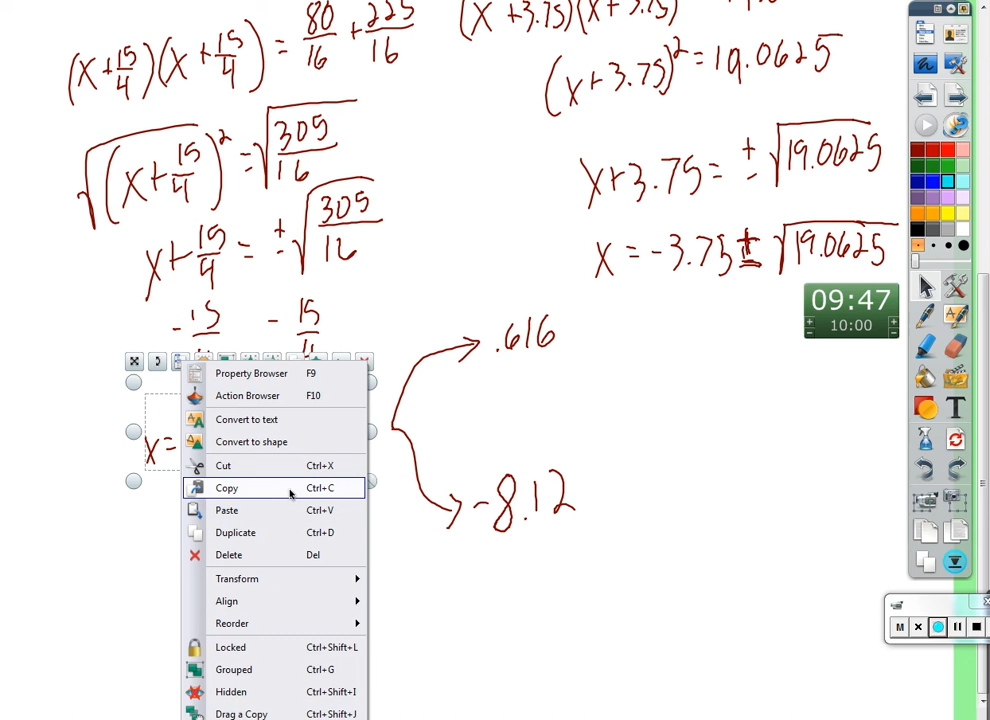 (x+15/4)(x+15/4) = 80/16 + 225/16
√(x+15/4)² = √305/16
x+15/4 = ± √305/16
-15/4 -15/4
x=
(x+3.75)(x+3.75)
(x+3.75)² = 19.0625
x+3.75 = ± √19.0625
x = -3.75 ± √19.0625
.616
-8.12
Property Browser F9
Action Browser F10
Convert to text
Convert to shape
Cut Ctrl+X
Copy Ctrl+C
Paste Ctrl+V
Duplicate Ctrl+D
Delete Del
Transform
Align
Reorder
Locked Ctrl+Shift+L
Grouped Ctrl+G
Hidden Ctrl+Shift+I
Drag a Copy Ctrl+Shift+J
T
09:47
10:00
M